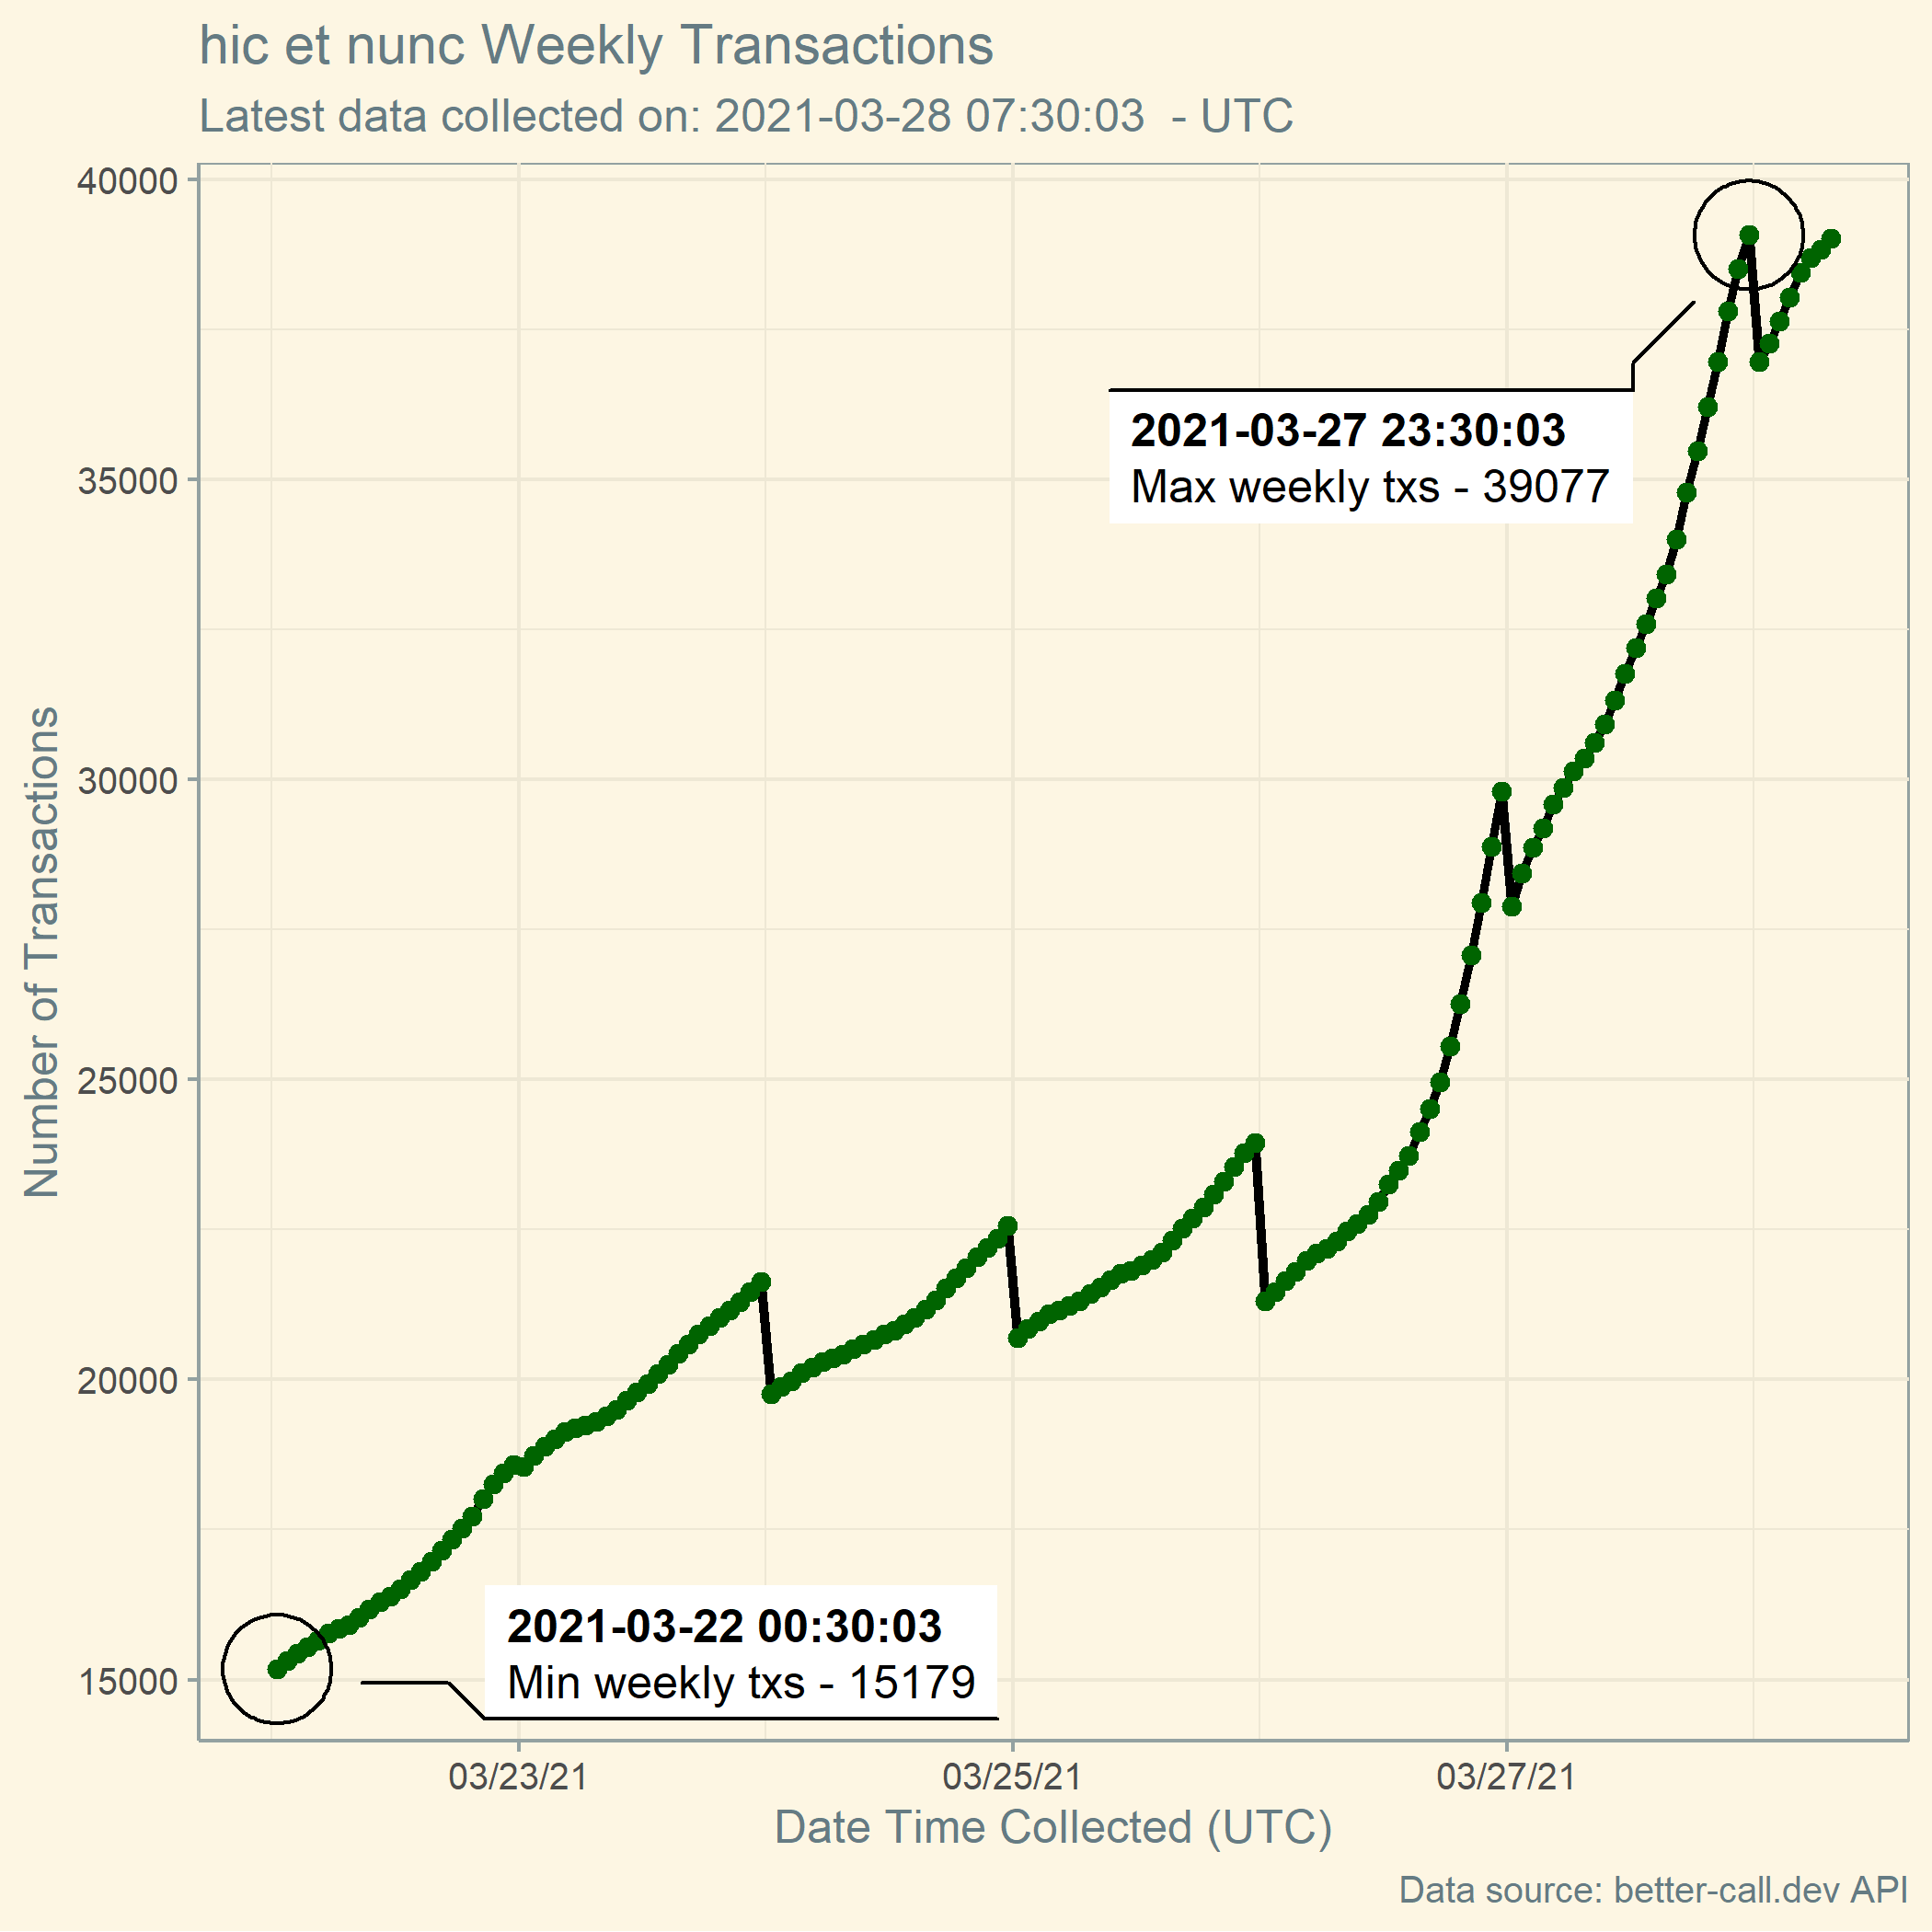 hic et nunc Weekly Transactions
Latest data collected on: 2021-03-28 07:30:03  - UTC
Number of Transactions
40000
35000
30000
25000
20000
15000
2021-03-27 23:30:03
Max weekly txs - 39077
2021-03-22 00:30:03
Min weekly txs - 15179
03/23/21
03/25/21
03/27/21
Date Time Collected (UTC)
Data source: better-call.dev API